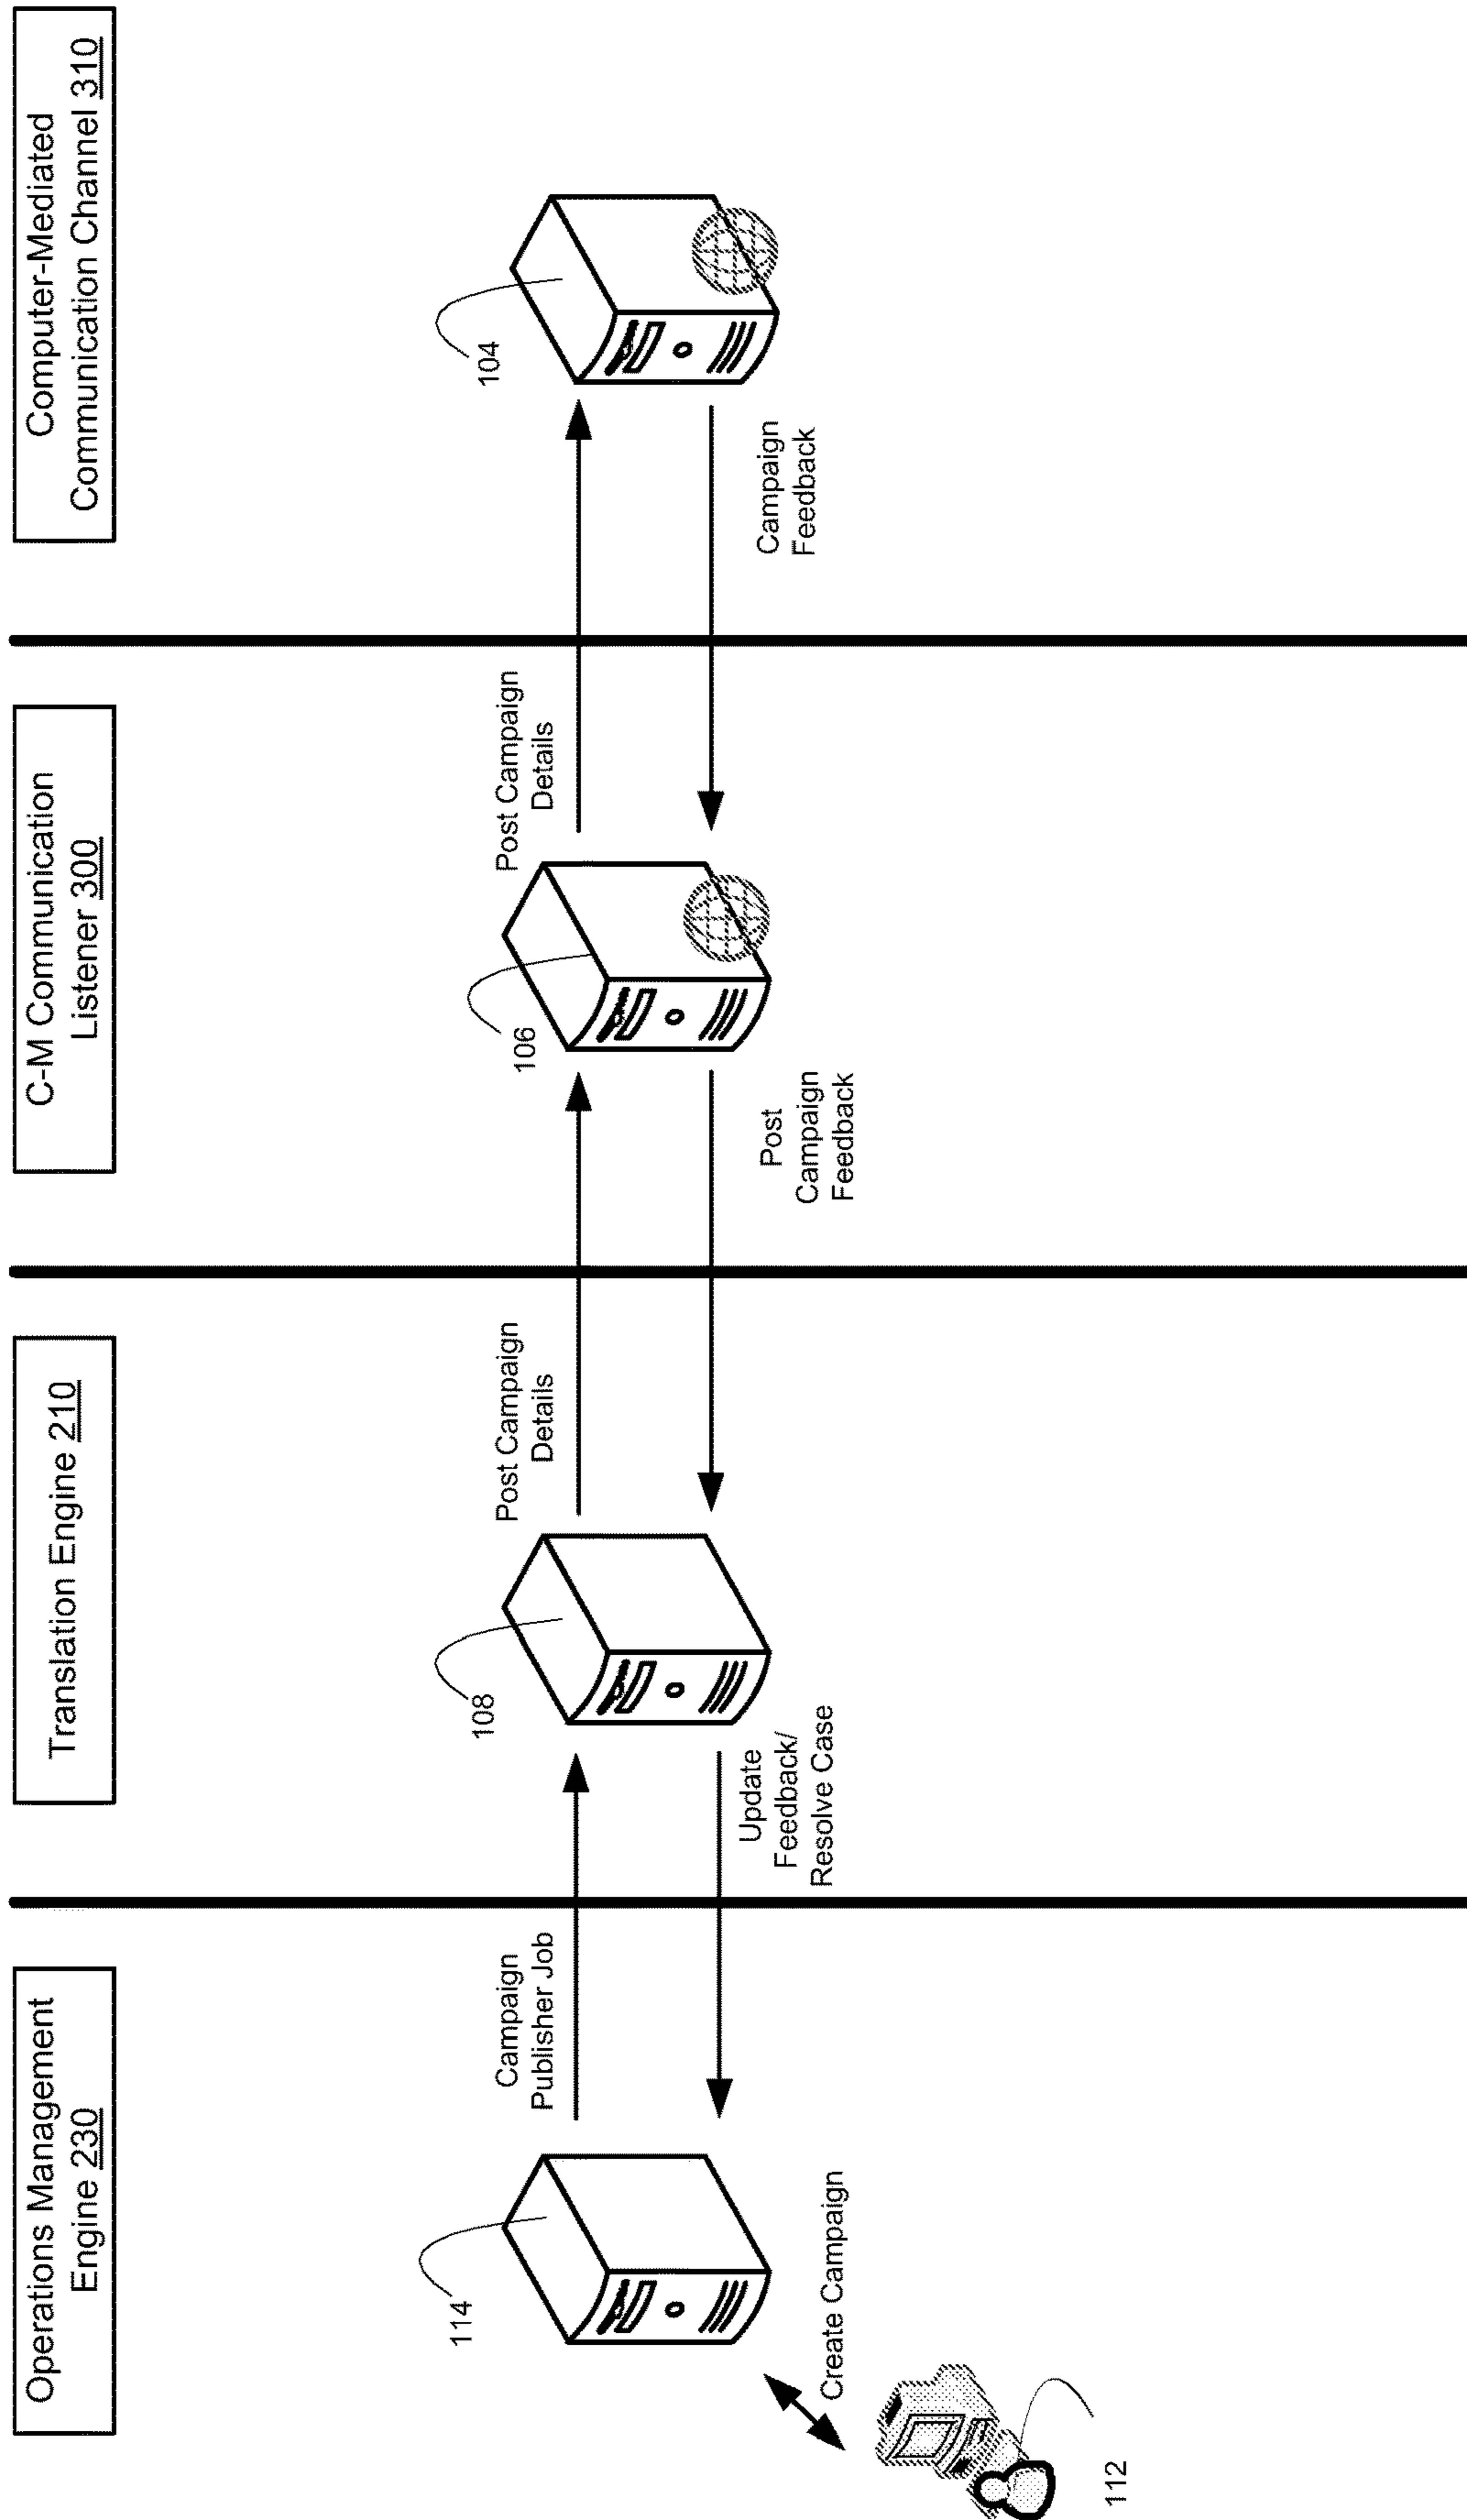 Operations Management
Engine 230
Translation Engine 210
C-M Communication
Listener 300
Computer-Mediated
Communication Channel 310
114
Campaign
Publisher Job
108
Post Campaign
Details
106
Post Campaign
Details
104
Create Campaign
Update
Feedback/
Resolve Case
Post
Campaign
Feedback
Campaign
Feedback
112